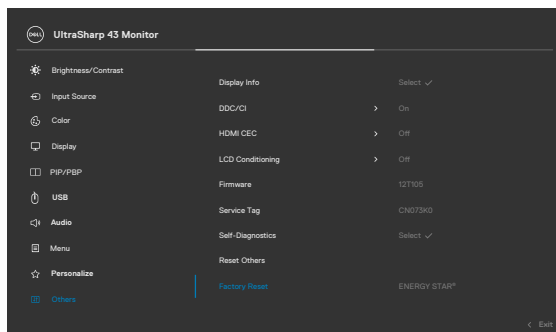 DELL UltraSharp 43 Monitor
Brightness/Contrast
Input Source
Color
Display
PIP/PBP
USB
Audio
Menu
Personalize
Others
Display Info Select ✓
DDC/CI > On
HDMI CEC > Off
LCD Conditioning > Off
Firmware 12T105
Service Tag CN073K0
Self-Diagnostics Select ✓
Reset Others
Factory Reset ENERGY STAR®
< Exit